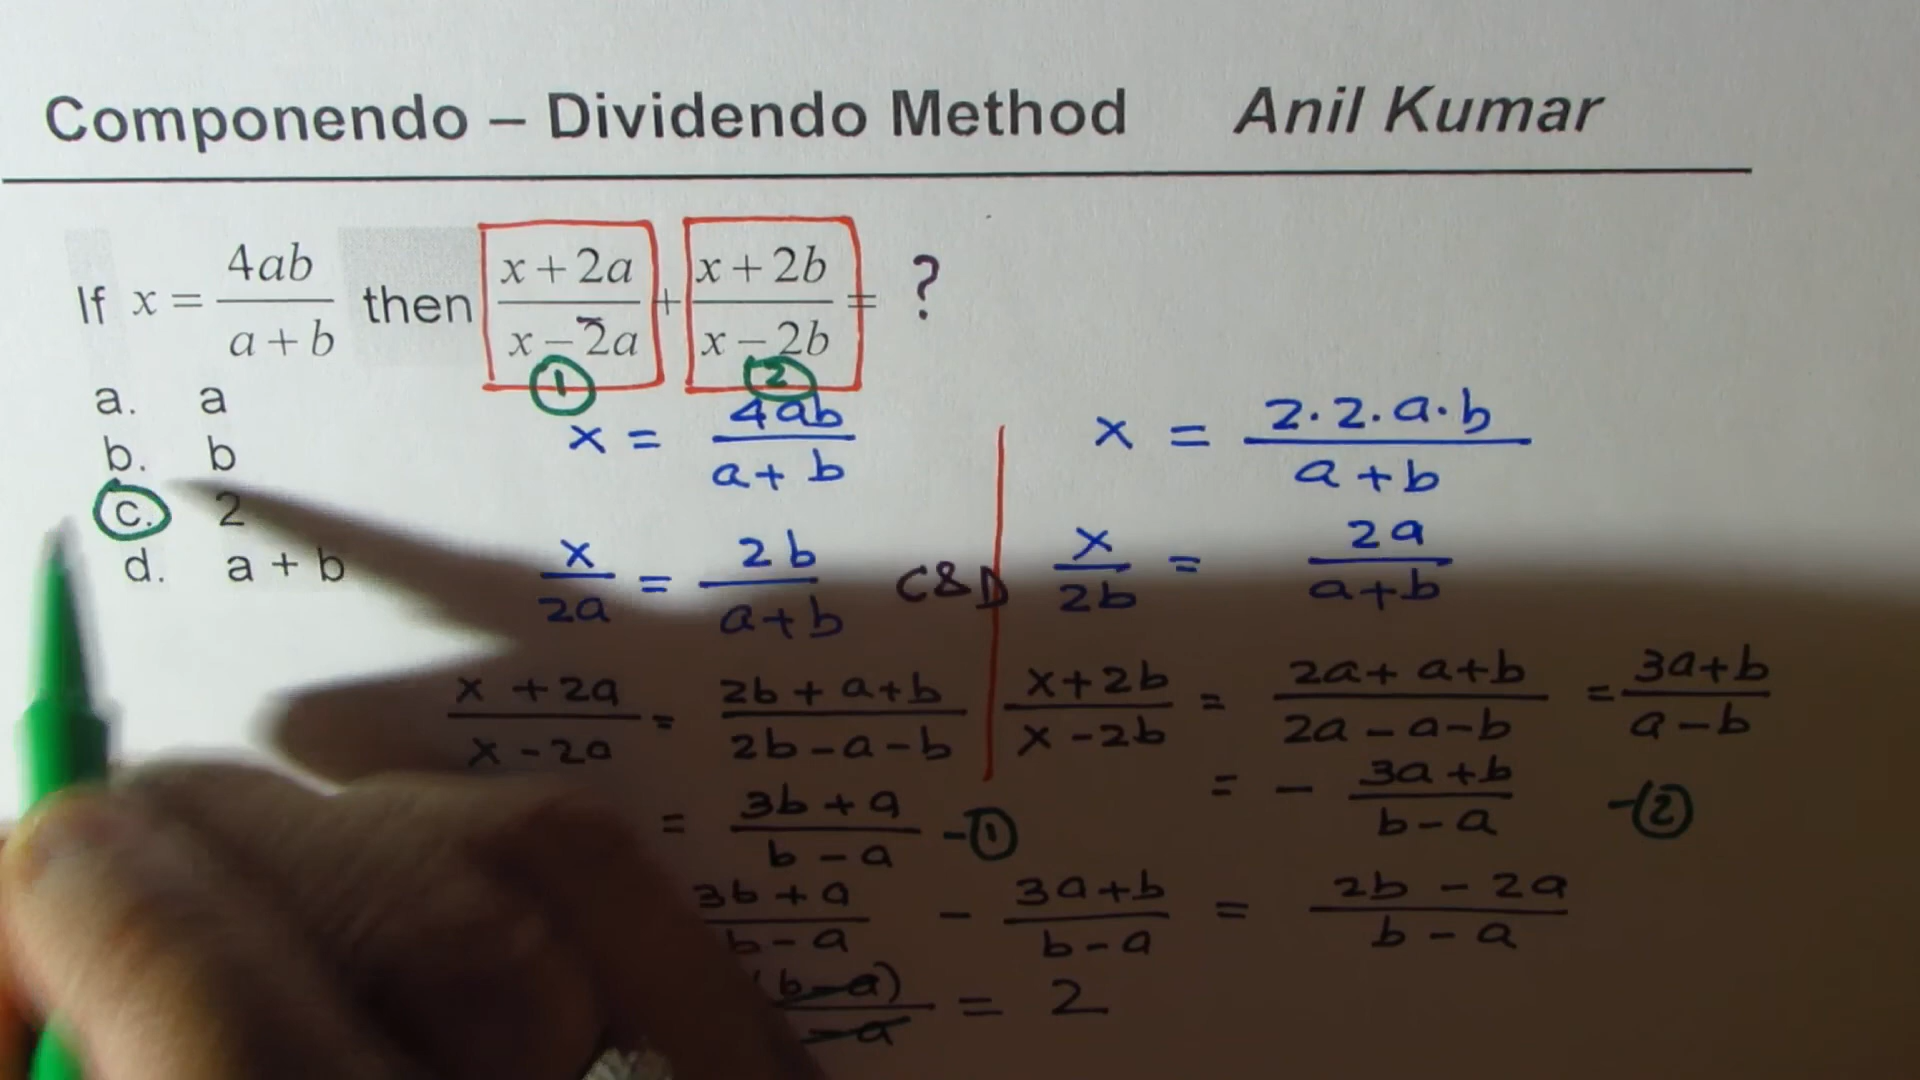 Componendo – Dividendo Method Anil Kumar
If x = 4ab / a + b then x + 2a / x − 2a + x + 2b / x − 2b = ?
① ②
a. a
b. b
c. 2
d. a + b
x = 4ab / a + b
x / 2a = 2b / a + b C&D
x + 2a / x - 2a = 2b + a + b / 2b - a - b
= 3b + a / b - a - ①
x = 2·2·a·b / a + b
x / 2b = 2a / a + b
x + 2b / x - 2b = 2a + a + b / 2a - a - b = 3a + b / a - b
= - 3a + b / b - a - ②
3b + a / b - a - 3a + b / b - a = 2b - 2a / b - a
(b - a) / - a = 2